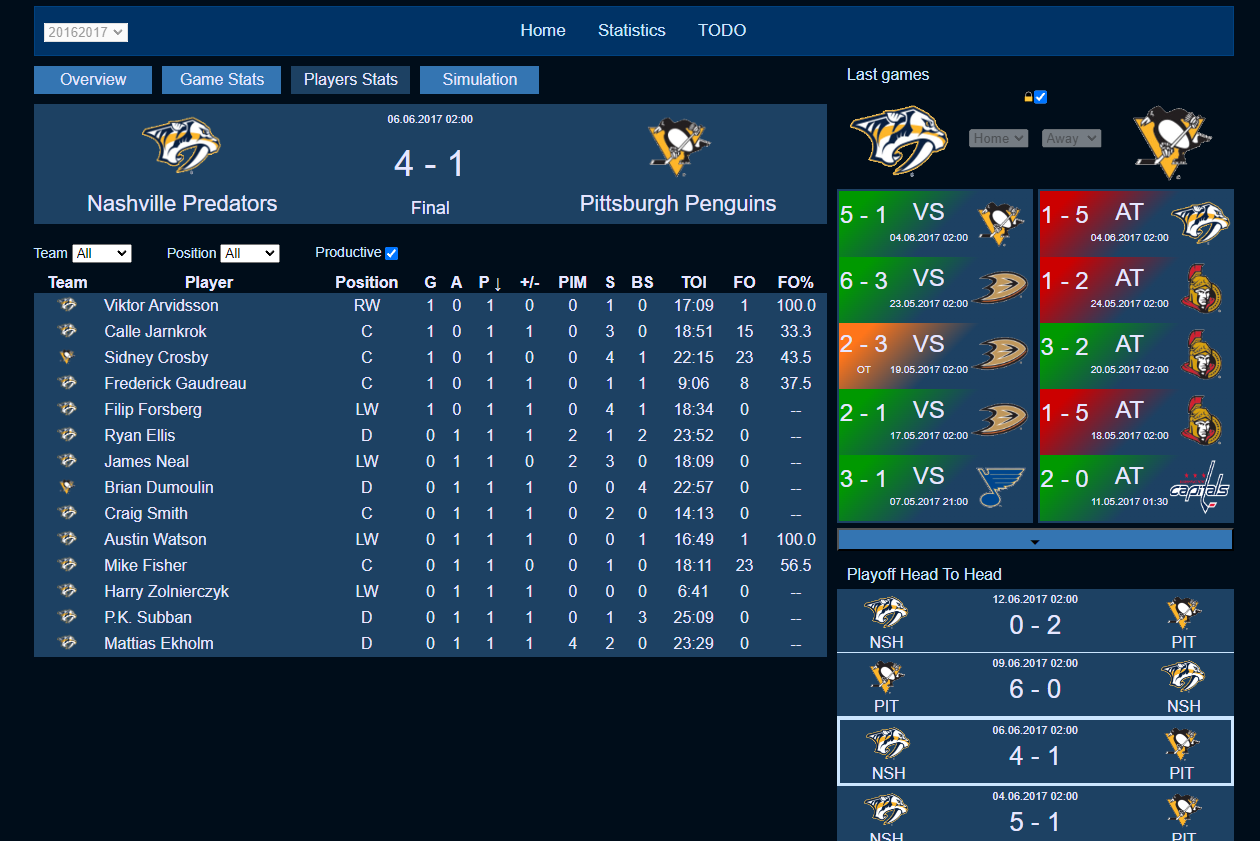 20162017
Home Statistics TODO
Overview Game Stats Players Stats Simulation
06.06.2017 02:00
4 - 1
Nashville Predators Final Pittsburgh Penguins
Team All Position All Productive
Team Player Position G A P ↓ +/- PIM S BS TOI FO FO%
Viktor Arvidsson RW 1 0 1 0 0 1 0 17:09 1 100.0
Calle Jarnkrok C 1 0 1 1 0 3 0 18:51 15 33.3
Sidney Crosby C 1 0 1 0 0 4 1 22:15 23 43.5
Frederick Gaudreau C 1 0 1 1 0 1 1 9:06 8 37.5
Filip Forsberg LW 1 0 1 1 0 4 1 18:34 0 --
Ryan Ellis D 0 1 1 1 2 1 2 23:52 0 --
James Neal LW 0 1 1 0 2 3 0 18:09 0 --
Brian Dumoulin D 0 1 1 1 0 0 4 22:57 0 --
Craig Smith C 0 1 1 1 0 2 0 14:13 0 --
Austin Watson LW 0 1 1 1 0 0 1 16:49 1 100.0
Mike Fisher C 0 1 1 0 0 1 0 18:11 23 56.5
Harry Zolnierczyk LW 0 1 1 1 0 0 0 6:41 0 --
P.K. Subban D 0 1 1 1 0 1 3 25:09 0 --
Mattias Ekholm D 0 1 1 1 4 2 0 23:29 0 --
Last games
Home Away
5 - 1 VS
04.06.2017 02:00
6 - 3 VS
23.05.2017 02:00
2 - 3 VS
OT 19.05.2017 02:00
2 - 1 VS
17.05.2017 02:00
3 - 1 VS
07.05.2017 21:00
1 - 5 AT
04.06.2017 02:00
1 - 2 AT
24.05.2017 02:00
3 - 2 AT
20.05.2017 02:00
1 - 5 AT
18.05.2017 02:00
2 - 0 AT
11.05.2017 01:30
capitals
Playoff Head To Head
12.06.2017 02:00
0 - 2
NSH PIT
09.06.2017 02:00
6 - 0
PIT NSH
06.06.2017 02:00
4 - 1
NSH PIT
04.06.2017 02:00
5 - 1
NSH PIT